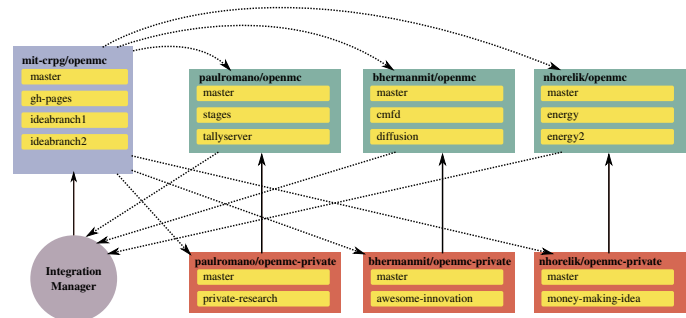 mit-crpg/openmc
master
gh-pages
ideabranch1
ideabranch2
paulromano/openmc
master
stages
tallyserver
bhermanmit/openmc
master
cmfd
diffusion
nhorelik/openmc
master
energy
energy2
Integration
Manager
paulromano/openmc-private
master
private-research
bhermanmit/openmc-private
master
awesome-innovation
nhorelik/openmc-private
master
money-making-idea